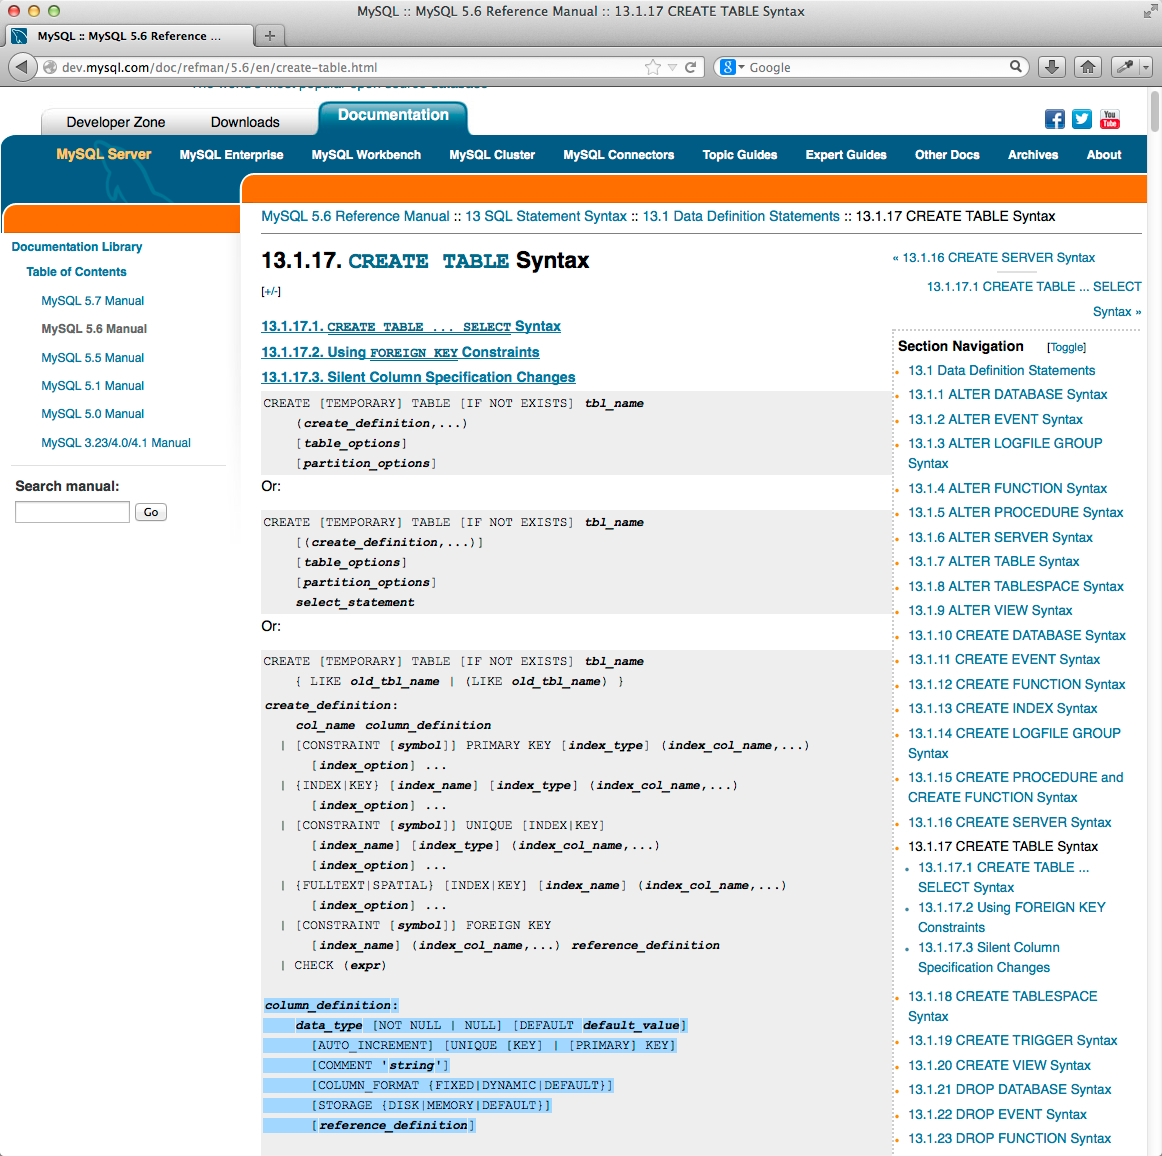 MySQL :: MySQL 5.6 Reference Manual :: 13.1.17 CREATE TABLE Syntax
MySQL :: MySQL 5.6 Reference ...
dev.mysql.com/doc/refman/5.6/en/create-table.html
Google
Developer Zone
Downloads
Documentation
You Tube
MySQL Server
MySQL Enterprise
MySQL Workbench
MySQL Cluster
MySQL Connectors
Topic Guides
Expert Guides
Other Docs
Archives
About
MySQL 5.6 Reference Manual :: 13 SQL Statement Syntax :: 13.1 Data Definition Statements :: 13.1.17 CREATE TABLE Syntax
Documentation Library
Table of Contents
MySQL 5.7 Manual
MySQL 5.6 Manual
MySQL 5.5 Manual
MySQL 5.1 Manual
MySQL 5.0 Manual
MySQL 3.23/4.0/4.1 Manual
Search manual:
Go
13.1.17. CREATE TABLE Syntax
[+/-]
13.1.17.1. CREATE TABLE ... SELECT Syntax
13.1.17.2. Using FOREIGN KEY Constraints
13.1.17.3. Silent Column Specification Changes
CREATE [TEMPORARY] TABLE [IF NOT EXISTS] tbl_name
(create_definition,...)
[table_options]
[partition_options]
Or:
CREATE [TEMPORARY] TABLE [IF NOT EXISTS] tbl_name
[(create_definition,...)]
[table_options]
[partition_options]
select_statement
Or:
CREATE [TEMPORARY] TABLE [IF NOT EXISTS] tbl_name
{ LIKE old_tbl_name | (LIKE old_tbl_name) }
create_definition:
col_name column_definition
| [CONSTRAINT [symbol]] PRIMARY KEY [index_type] (index_col_name,...)
[index_option] ...
| {INDEX|KEY} [index_name] [index_type] (index_col_name,...)
[index_option] ...
| [CONSTRAINT [symbol]] UNIQUE [INDEX|KEY]
[index_name] [index_type] (index_col_name,...)
[index_option] ...
| {FULLTEXT|SPATIAL} [INDEX|KEY] [index_name] (index_col_name,...)
[index_option] ...
| [CONSTRAINT [symbol]] FOREIGN KEY
[index_name] (index_col_name,...) reference_definition
| CHECK (expr)
column_definition:
data_type [NOT NULL | NULL] [DEFAULT default_value]
[AUTO_INCREMENT] [UNIQUE [KEY] | [PRIMARY] KEY]
[COMMENT 'string']
[COLUMN_FORMAT {FIXED|DYNAMIC|DEFAULT}]
[STORAGE {DISK|MEMORY|DEFAULT}]
[reference_definition]
« 13.1.16 CREATE SERVER Syntax
13.1.17.1 CREATE TABLE ... SELECT
Syntax »
Section Navigation [Toggle]
13.1 Data Definition Statements
13.1.1 ALTER DATABASE Syntax
13.1.2 ALTER EVENT Syntax
13.1.3 ALTER LOGFILE GROUP
Syntax
13.1.4 ALTER FUNCTION Syntax
13.1.5 ALTER PROCEDURE Syntax
13.1.6 ALTER SERVER Syntax
13.1.7 ALTER TABLE Syntax
13.1.8 ALTER TABLESPACE Syntax
13.1.9 ALTER VIEW Syntax
13.1.10 CREATE DATABASE Syntax
13.1.11 CREATE EVENT Syntax
13.1.12 CREATE FUNCTION Syntax
13.1.13 CREATE INDEX Syntax
13.1.14 CREATE LOGFILE GROUP
Syntax
13.1.15 CREATE PROCEDURE and
CREATE FUNCTION Syntax
13.1.16 CREATE SERVER Syntax
13.1.17 CREATE TABLE Syntax
13.1.17.1 CREATE TABLE ...
SELECT Syntax
13.1.17.2 Using FOREIGN KEY
Constraints
13.1.17.3 Silent Column
Specification Changes
13.1.18 CREATE TABLESPACE
Syntax
13.1.19 CREATE TRIGGER Syntax
13.1.20 CREATE VIEW Syntax
13.1.21 DROP DATABASE Syntax
13.1.22 DROP EVENT Syntax
13.1.23 DROP FUNCTION Syntax